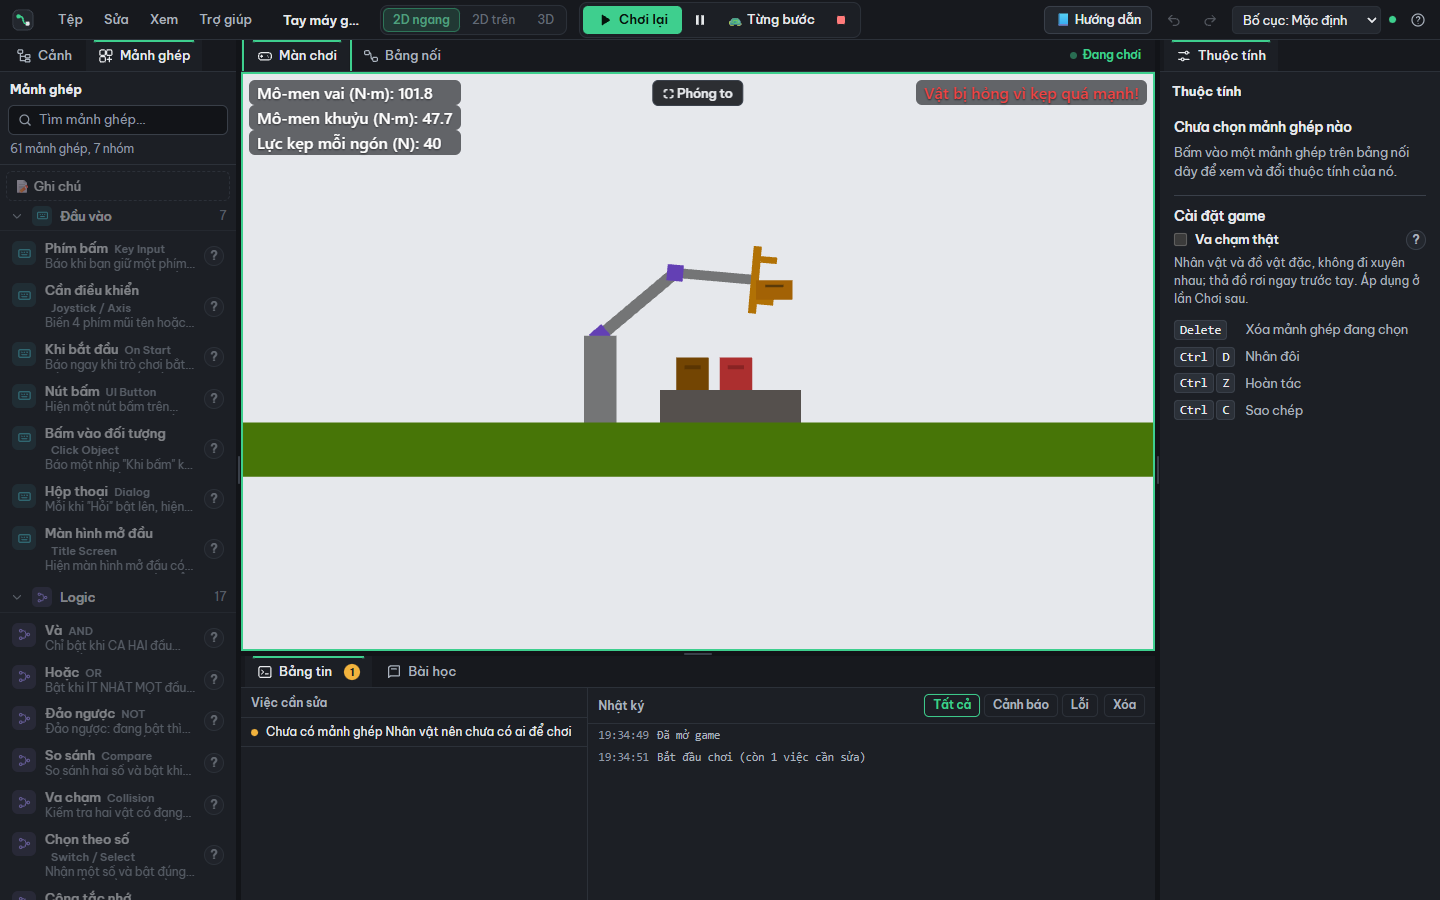 Tệp Sửa Xem Trợ giúp Tay máy g... 2D ngang 2D trên 3D Chơi lại Từng bước Hướng dẫn Bố cục: Mặc định
Cảnh Mảnh ghép
Màn chơi Bảng nối Đang chơi
Thuộc tính
Mảnh ghép
Tìm mảnh ghép...
61 mảnh ghép, 7 nhóm
Ghi chú
Đầu vào 7
Phím bấm Key Input
Báo khi bạn giữ một phím...
Cần điều khiển
Joystick / Axis
Biến 4 phím mũi tên hoặc...
Khi bắt đầu On Start
Báo ngay khi trò chơi bắt...
Nút bấm UI Button
Hiện một nút bấm trên...
Bấm vào đối tượng
Click Object
Báo một nhịp "Khi bấm" k...
Hộp thoại Dialog
Mỗi khi "Hỏi" bật lên, hiện...
Màn hình mở đầu
Title Screen
Hiện màn hình mở đầu có...
Logic 17
Và AND
Chỉ bật khi CẢ HAI đầu...
Hoặc OR
Bật khi ÍT NHẤT MỘT đầu...
Đảo ngược NOT
Đảo ngược: đang bật thì...
So sánh Compare
So sánh hai số và bật khi...
Va chạm Collision
Kiểm tra hai vật có đang...
Chọn theo số
Switch / Select
Nhận một số và bật đúng...
Công tắc nhớ
Mô-men vai (N·m): 101.8
Mô-men khuỷu (N·m): 47.7
Lực kẹp mỗi ngón (N): 40
Phóng to
Vật bị hỏng vì kẹp quá mạnh!
Bảng tin 1 Bài học
Việc cần sửa
Chưa có mảnh ghép Nhân vật nên chưa có ai để chơi
Nhật ký Tất cả Cảnh báo Lỗi Xóa
19:34:49 Đã mở game
19:34:51 Bắt đầu chơi (còn 1 việc cần sửa)
Thuộc tính
Chưa chọn mảnh ghép nào
Bấm vào một mảnh ghép trên bảng nối
dây để xem và đổi thuộc tính của nó.
Cài đặt game
Va chạm thật ?
Nhân vật và đồ vật đặc, không đi xuyên
nhau; thả đồ rơi ngay trước tay. Áp dụng ở
lần Chơi sau.
Delete Xóa mảnh ghép đang chọn
Ctrl D Nhân đôi
Ctrl Z Hoàn tác
Ctrl C Sao chép